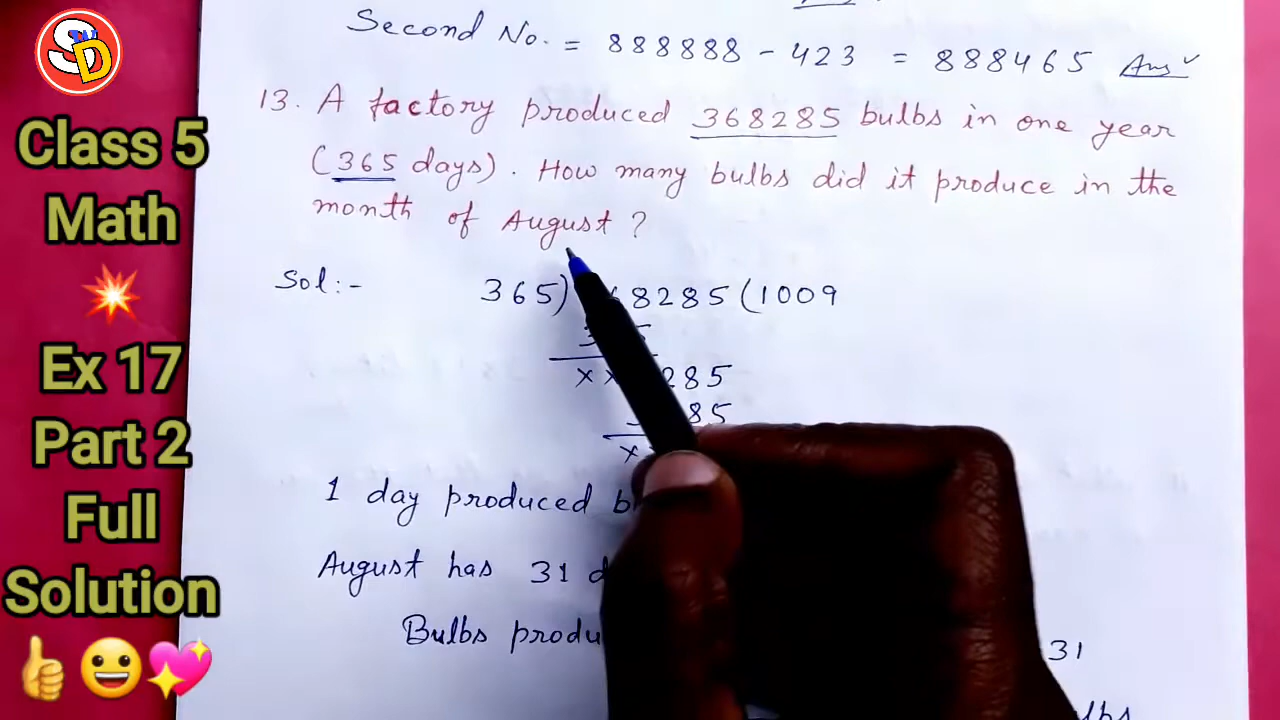 Second No. = 888888 - 423 = 888465 Ans
13. A factory produced 368285 bulbs in one year
(365 days). How many bulbs did it produce in the
month of August?
Sol:- 365) 8285 (1009
x 285
85
x
1 day produced
August has 31
Bulbs 31
SD
Class 5
Math
💥
Ex 17
Part 2
Full
Solution
👍😀💖